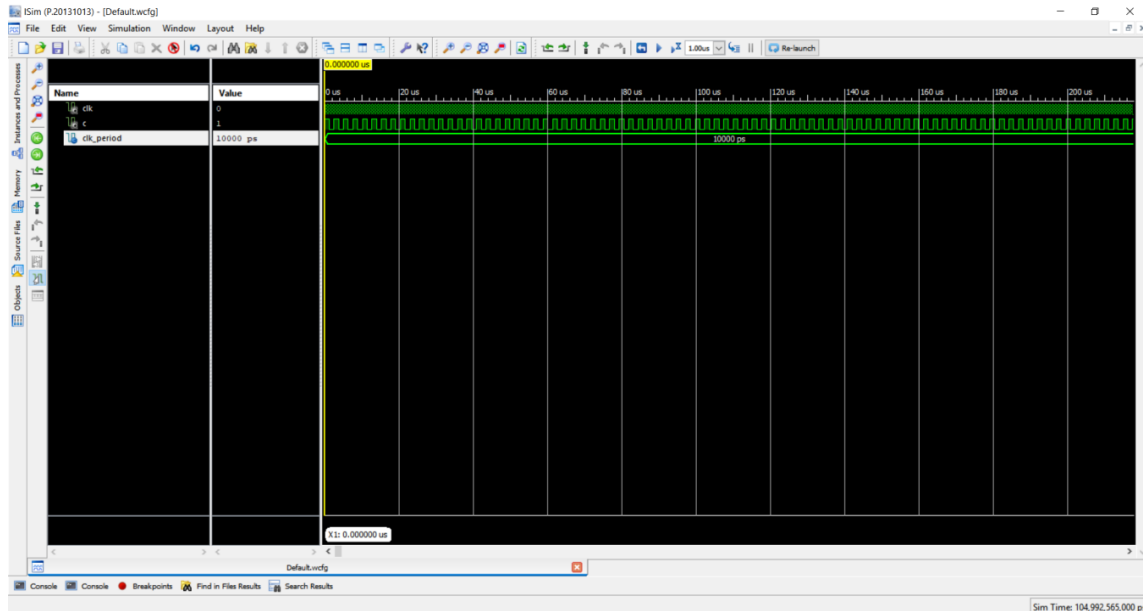 ISim (P.20131013) - [Default.wcfg]
File Edit View Simulation Window Layout Help
1.00us Re-launch
Instances and Processes
Memory
Source Files
Objects
0.000000 us
Name Value
0 us 20 us 40 us 60 us 80 us 100 us 120 us 140 us 160 us 180 us 200 us
clk 0
c 1
clk_period 10000 ps 10000 ps
X1: 0.000000 us
Default.wcfg
Console Console Breakpoints Find in Files Results Search Results
Sim Time: 104,992,565,000 p